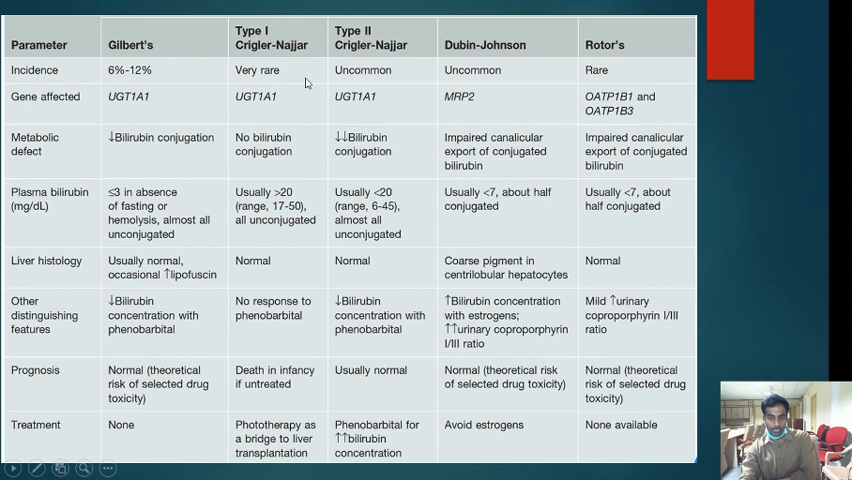 Parameter Gilbert's Type I Crigler-Najjar Type II Crigler-Najjar Dubin-Johnson Rotor's
Incidence 6%-12% Very rare Uncommon Uncommon Rare
Gene affected UGT1A1 UGT1A1 UGT1A1 MRP2 OATP1B1 and OATP1B3
Metabolic defect ↓Bilirubin conjugation No bilirubin conjugation ↓↓Bilirubin conjugation Impaired canalicular export of conjugated bilirubin Impaired canalicular export of conjugated bilirubin
Plasma bilirubin (mg/dL) ≤3 in absence of fasting or hemolysis, almost all unconjugated Usually >20 (range, 17-50), all unconjugated Usually <20 (range, 6-45), almost all unconjugated Usually <7, about half conjugated Usually <7, about half conjugated
Liver histology Usually normal, occasional ↑lipofuscin Normal Normal Coarse pigment in centrilobular hepatocytes Normal
Other distinguishing features ↓Bilirubin concentration with phenobarbital No response to phenobarbital ↓Bilirubin concentration with phenobarbital ↑Bilirubin concentration with estrogens; ↑↑urinary coproporphyrin I/III ratio Mild ↑urinary coproporphyrin I/III ratio
Prognosis Normal (theoretical risk of selected drug toxicity) Death in infancy if untreated Usually normal Normal (theoretical risk of selected drug toxicity) Normal (theoretical risk of selected drug toxicity)
Treatment None Phototherapy as a bridge to liver transplantation Phenobarbital for ↑↑bilirubin concentration Avoid estrogens None available